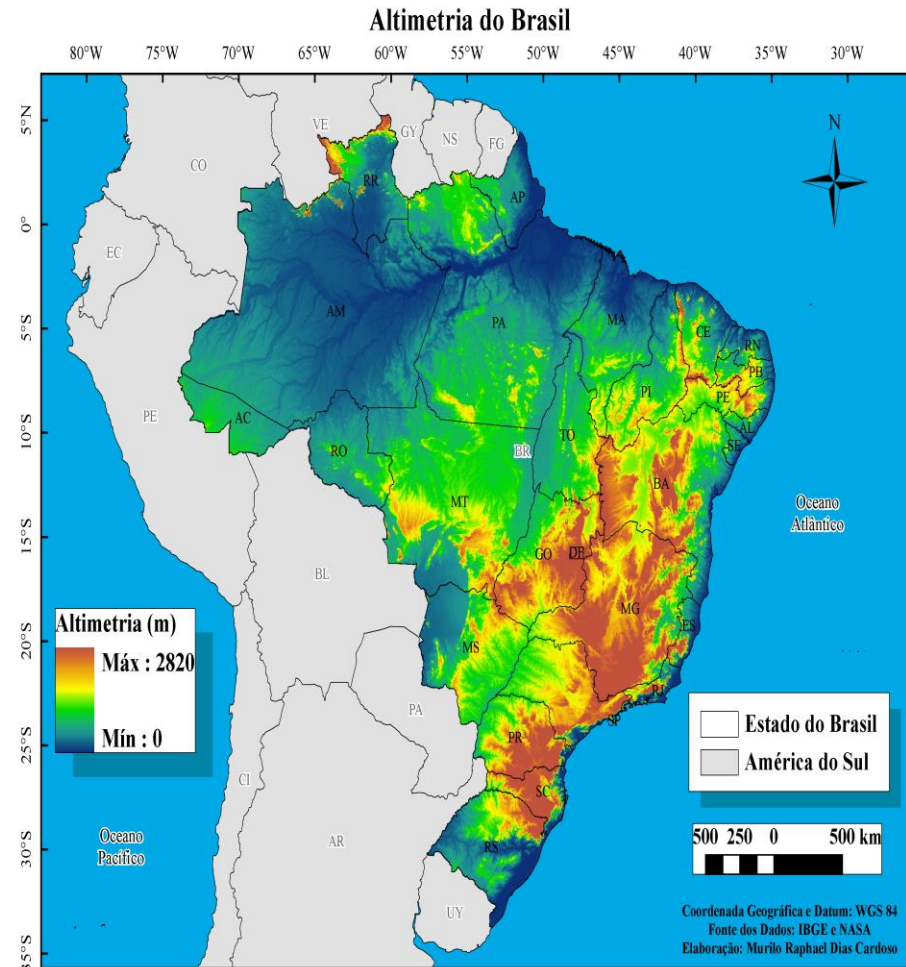 Altimetria do Brasil
80°W 75°W 70°W 65°W 60°W 55°W 50°W 45°W 40°W 35°W 30°W
5°N
0°
5°S
10°S
15°S
20°S
25°S
30°S
35°S
N
VE
GY
NS
FG
CO
RR
AP
EC
AM
PA
MA
CE
RN
PB
PI
PE
AC
PE
AL
SE
TO
RO
BR
BA
MT
Oceano
Atlântico
GO
DF
BL
MG
ES
MS
RJ
SP
PA
PR
CI
SC
AR
RS
UY
Oceano
Pacífico
Altimetria (m)
Máx : 2820
Mín : 0
Estado do Brasil
América do Sul
500 250 0 500 km
Coordenada Geográfica e Datum: WGS 84
Fonte dos Dados: IBGE e NASA
Elaboração: Murilo Raphael Dias Cardoso